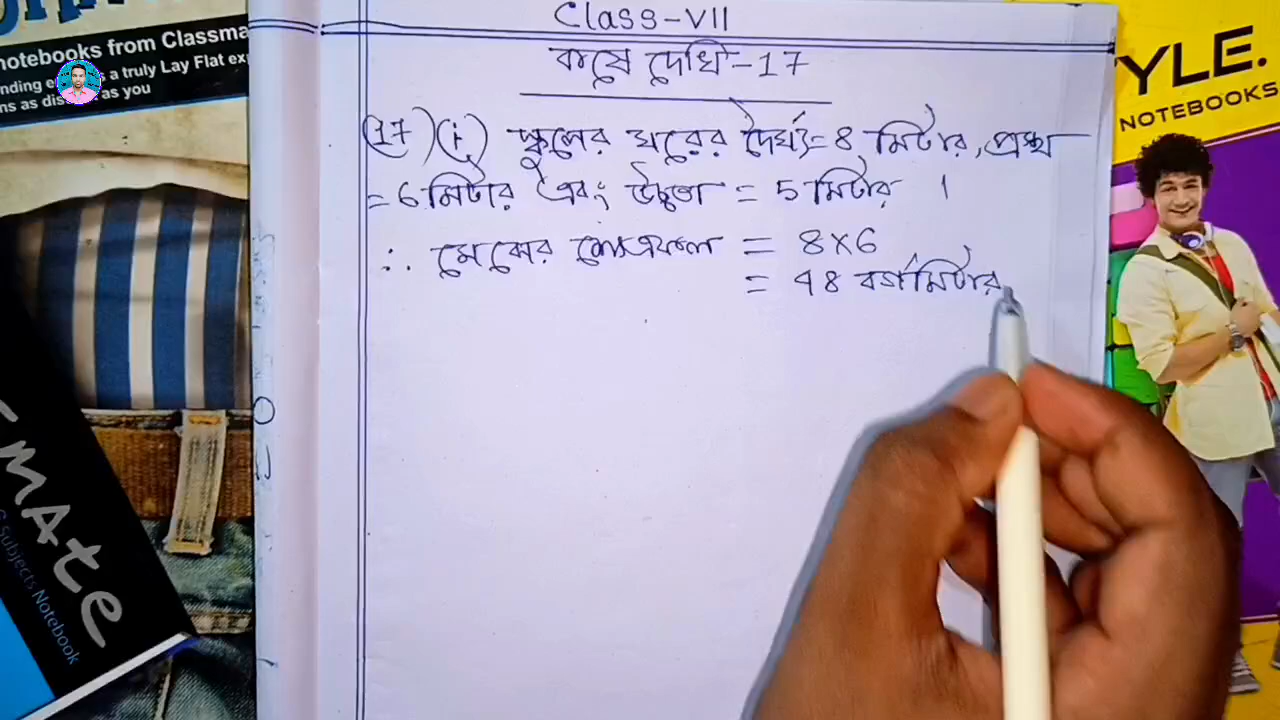 notebooks from Classma
a truly Lay Flat
as you
YLE.
NOTEBOOKS
Class-VII
কষে দেখি-17
(17)(i) স্কুলের ঘরের দৈর্ঘ্য=8 মিটার, প্রস্থ
= 6 মিটার এবং উচ্চতা = 5 মিটার ।
∴ মেঝের ক্ষেত্রফল = 8×6
= 48 বর্গমিটার
mate
Subjects Notebook